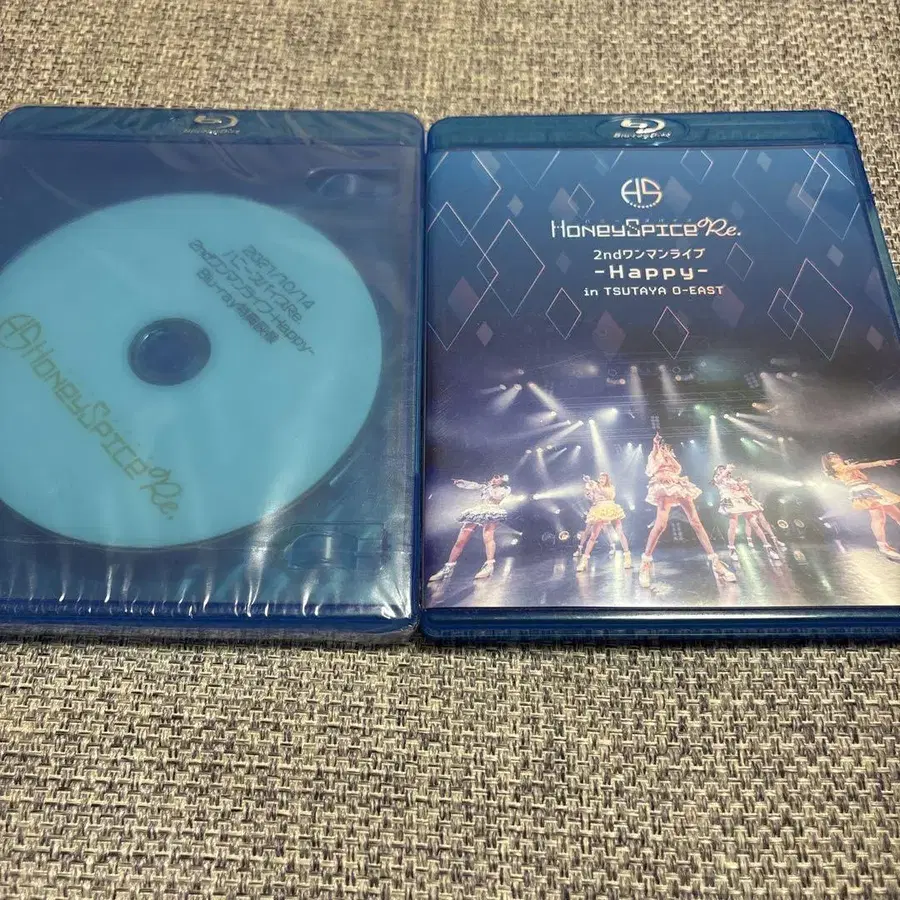 Blu-ray Disc
2021/10/14
ハニースパイスRe.
2ndワンマンライブ-Happy-
Blu-ray特典映像
HS HONEYSPICE Re.
Blu-ray Disc
HS
HONEYSPICE Re.
2ndワンマンライブ
-Happy-
in TSUTAYA O-EAST